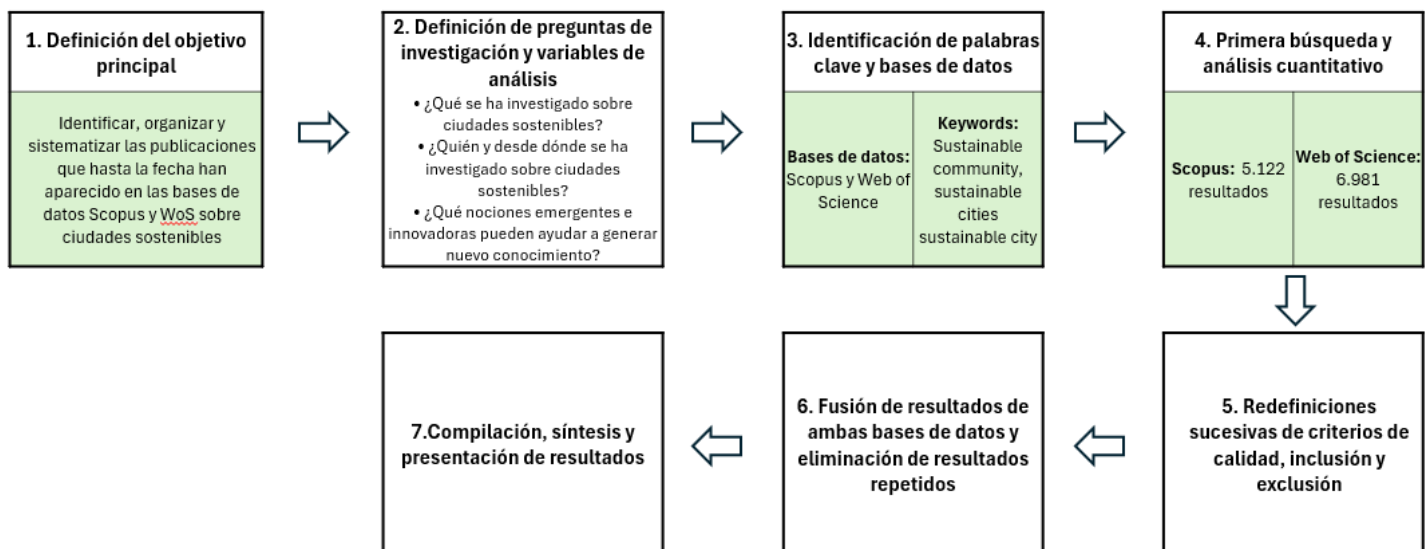 1. Definición del objetivo
principal
Identificar, organizar y
sistematizar las publicaciones
que hasta la fecha han
aparecido en las bases de
datos Scopus y WoS sobre
ciudades sostenibles
2. Definición de preguntas de
investigación y variables de
análisis
• ¿Qué se ha investigado sobre
ciudades sostenibles?
• ¿Quién y desde dónde se ha
investigado sobre ciudades
sostenibles?
• ¿Qué nociones emergentes e
innovadoras pueden ayudar a generar
nuevo conocimiento?
3. Identificación de palabras
clave y bases de datos
Bases de datos:
Scopus y Web of
Science
Keywords:
Sustainable
community,
sustainable
cities
sustainable city
4. Primera búsqueda y
análisis cuantitativo
Scopus: 5.122
resultados
Web of Science:
6.981
resultados
5. Redefiniciones
sucesivas de criterios de
calidad, inclusión y
exclusión
6. Fusión de resultados de
ambas bases de datos y
eliminación de resultados
repetidos
7.Compilación, síntesis y
presentación de resultados